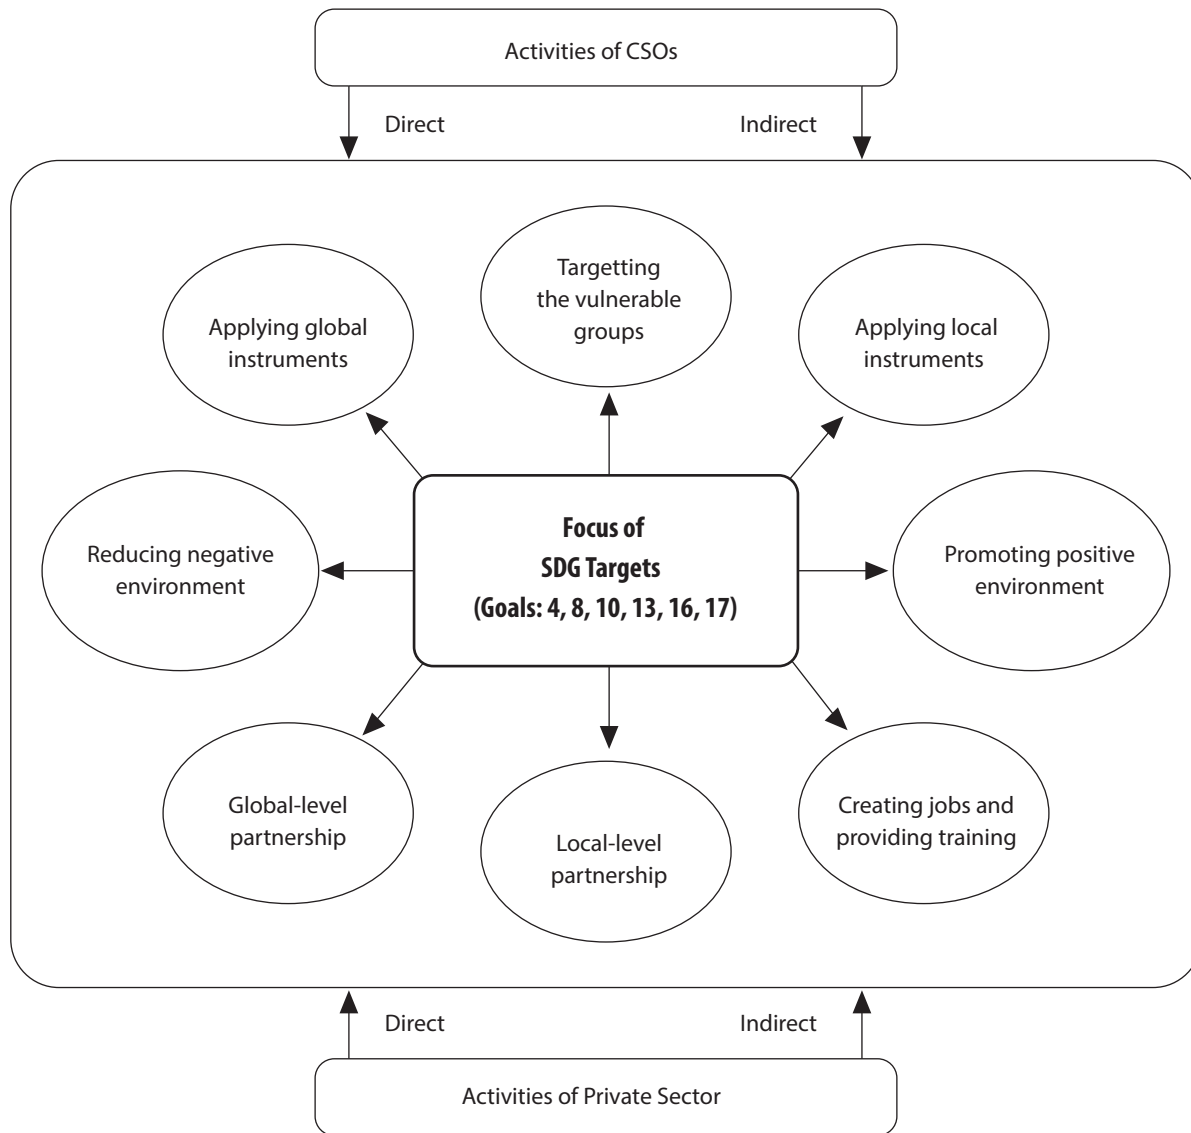 Activities of CSOs
Direct
Indirect
Targetting
the vulnerable
groups
Applying global
instruments
Applying local
instruments
Reducing negative
environment
Focus of
SDG Targets
(Goals: 4, 8, 10, 13, 16, 17)
Promoting positive
environment
Global-level
partnership
Local-level
partnership
Creating jobs and
providing training
Direct
Indirect
Activities of Private Sector